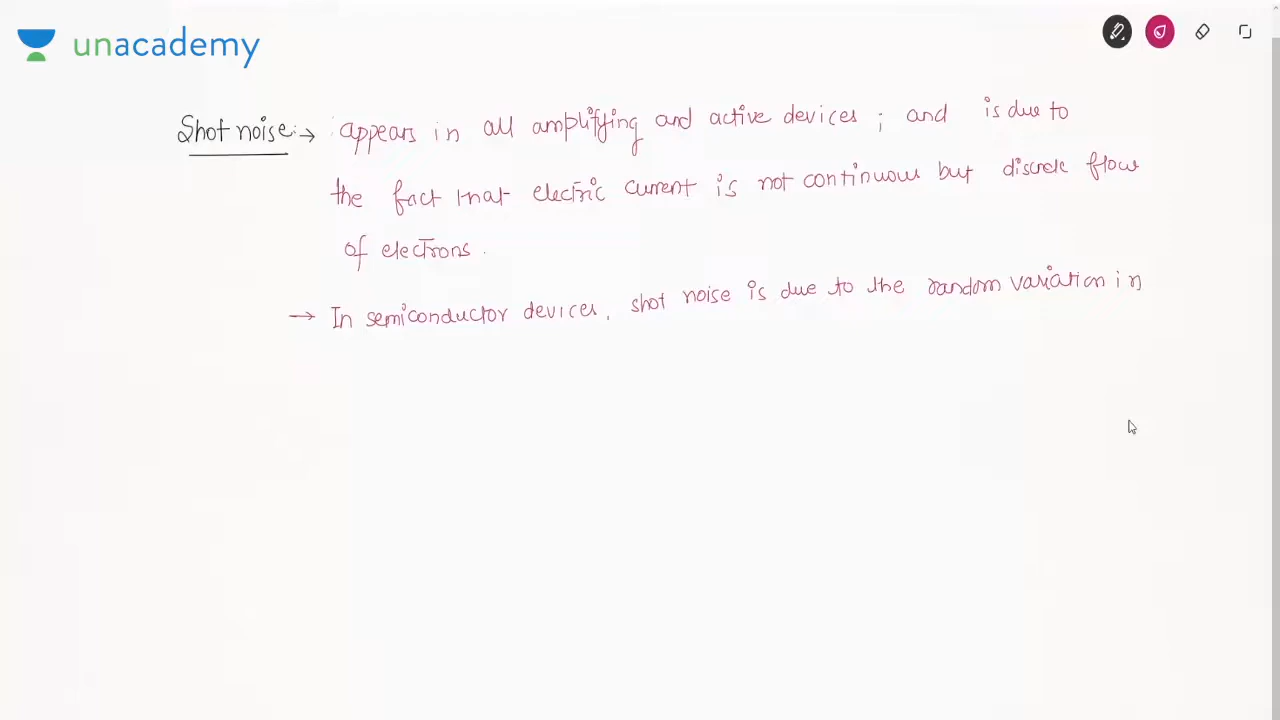 unacademy
Shot noise :→ appears in all amplifying and active devices ; and is due to
the fact that electric current is not continuous but discrete flow
of electrons.
→ In semiconductor devices, shot noise is due to the random variation in